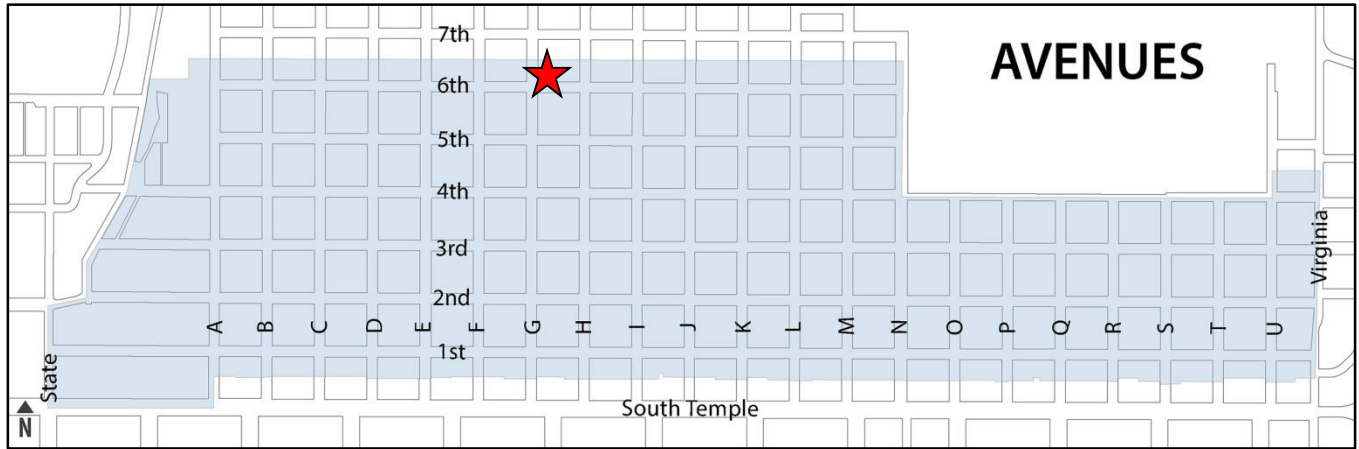 7th
AVENUES
6th
5th
4th
3rd
Virginia
2nd
A B C D E F G H I J K L M N O P Q R S T U
1st
State
South Temple
N